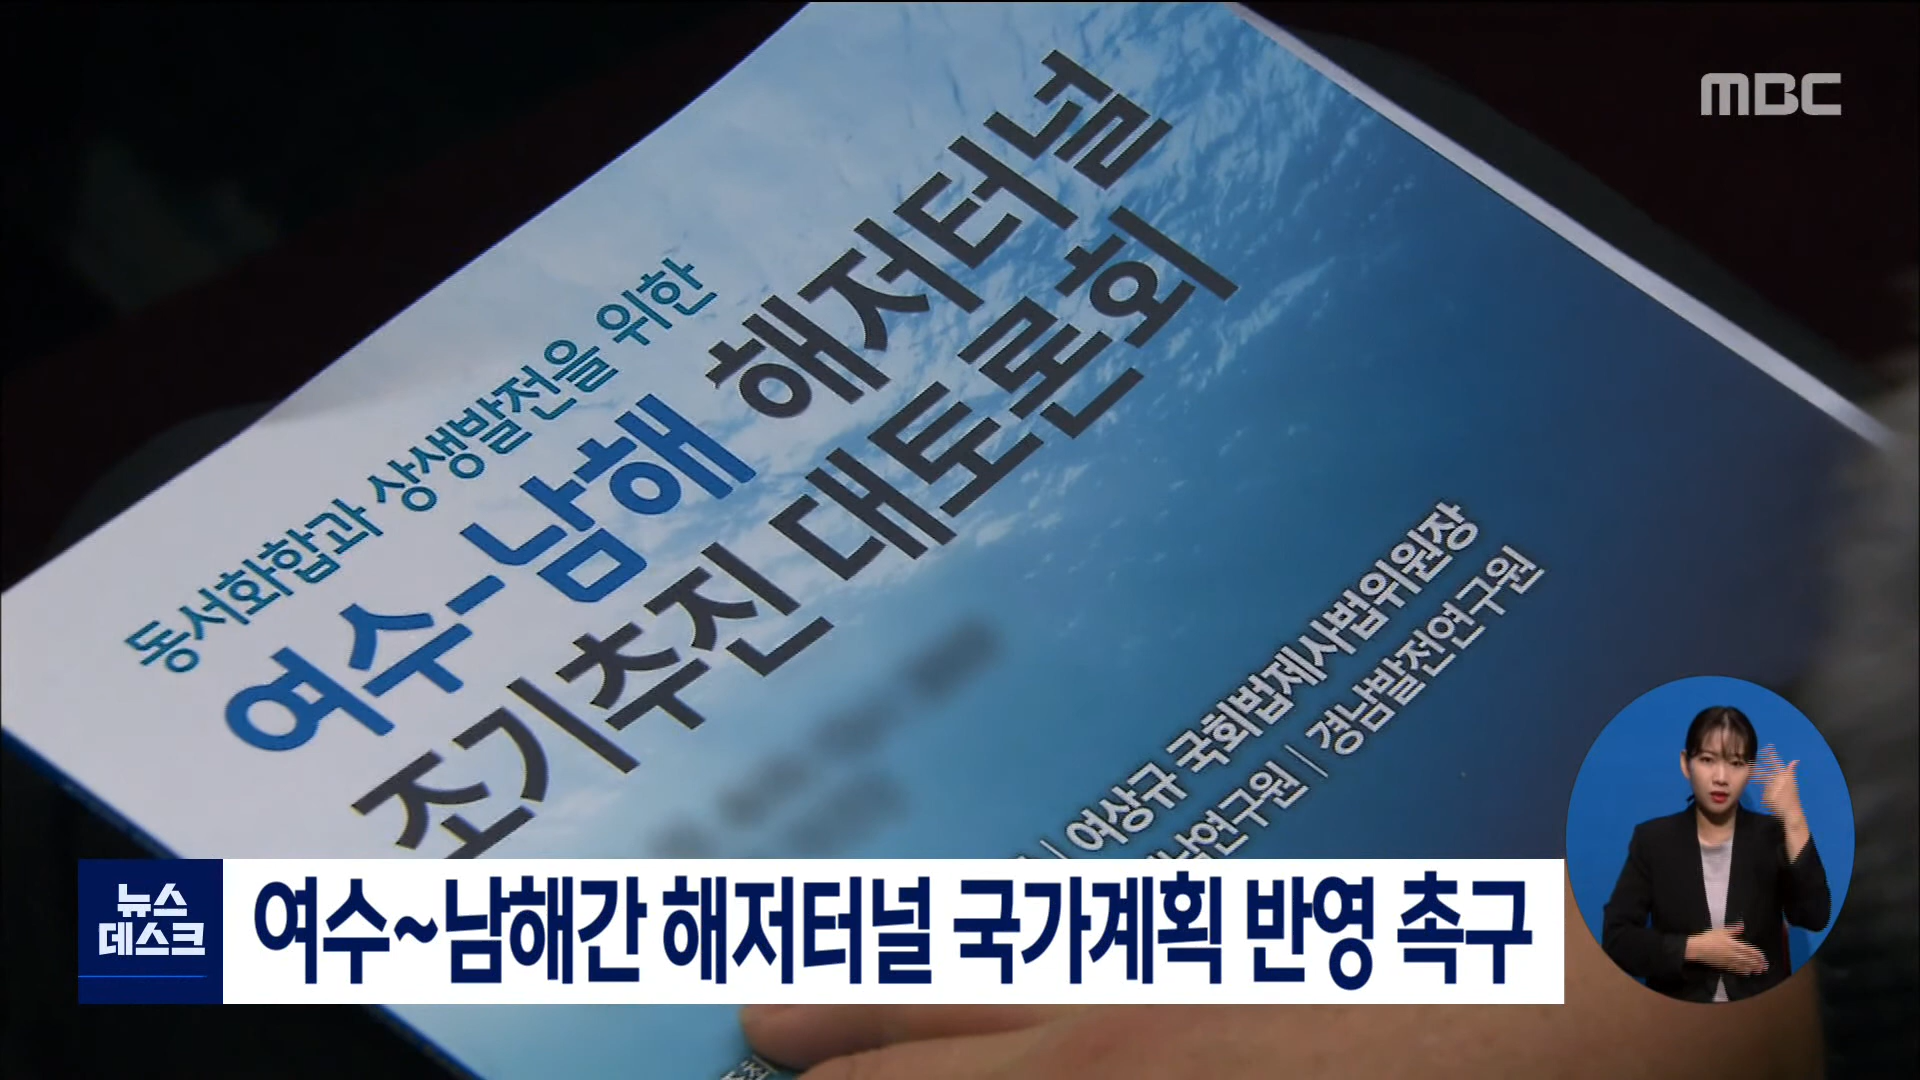 MBC
동서화합과 상생발전을 위한
여수-남해 해저터널
조기추진 대토론회
여상규 국회법제사법위원장
연구원 | 경남발전연구원
뉴스
데스크
여수~남해간 해저터널 국가계획 반영 촉구